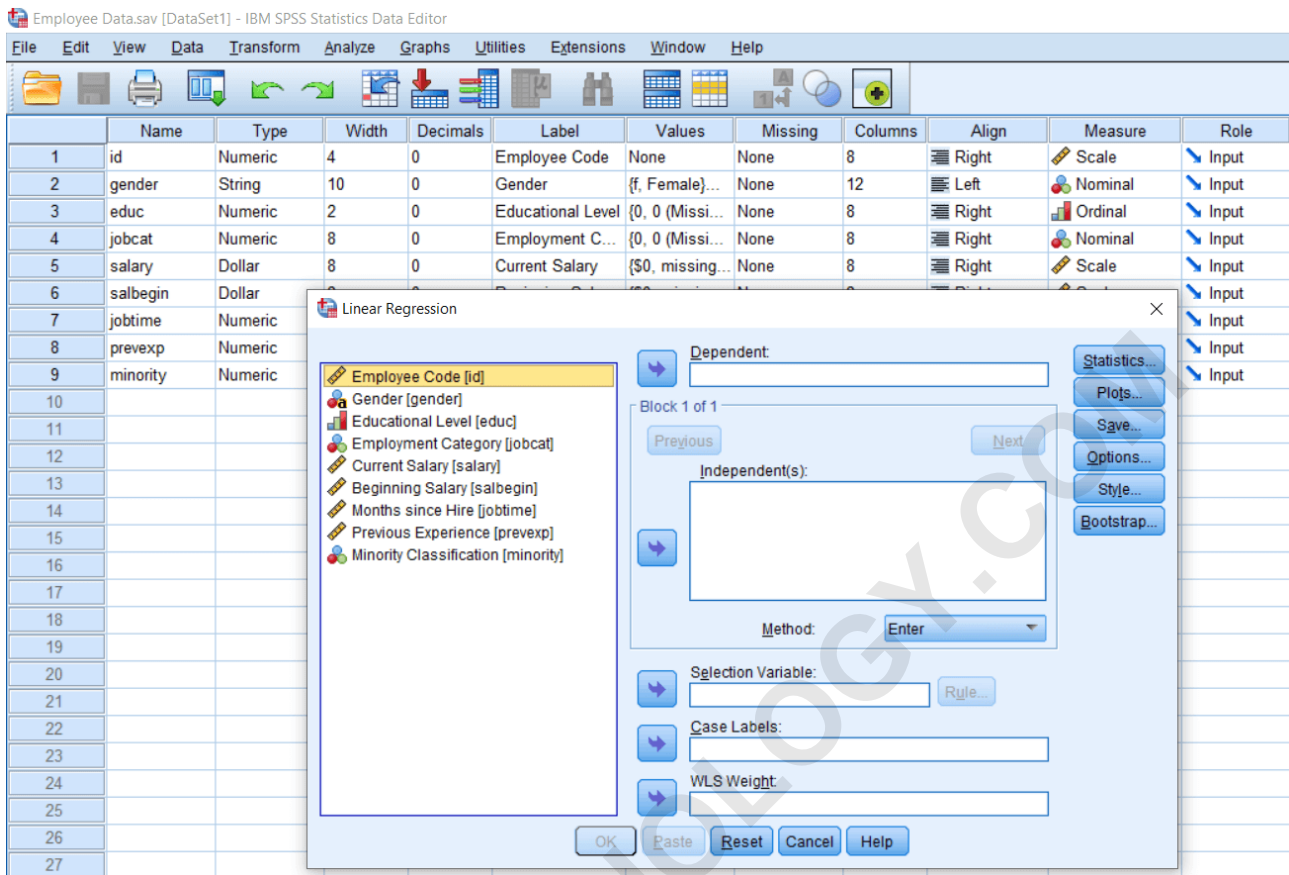 Employee Data.sav [DataSet1] - IBM SPSS Statistics Data Editor
File Edit View Data Transform Analyze Graphs Utilities Extensions Window Help
Name Type Width Decimals Label Values Missing Columns Align Measure Role
1 id Numeric 4 0 Employee Code None None 8 Right Scale Input
2 gender String 10 0 Gender {f, Female}... None 12 Left Nominal Input
3 educ Numeric 2 0 Educational Level {0, 0 (Missi... None 8 Right Ordinal Input
4 jobcat Numeric 8 0 Employment C... {0, 0 (Missi... None 8 Right Nominal Input
5 salary Dollar 8 0 Current Salary {$0, missing... None 8 Right Scale Input
6 salbegin Dollar Input
7 jobtime Numeric Input
8 prevexp Numeric Input
9 minority Numeric Input
10
11
12
13
14
15
16
17
18
19
20
21
22
23
24
25
26
27
Linear Regression
Employee Code [id]
Gender [gender]
Educational Level [educ]
Employment Category [jobcat]
Current Salary [salary]
Beginning Salary [salbegin]
Months since Hire [jobtime]
Previous Experience [prevexp]
Minority Classification [minority]
Dependent:
Block 1 of 1
Previous Next
Independent(s):
Method: Enter
Selection Variable:
Rule...
Case Labels:
WLS Weight:
Statistics...
Plots...
Save...
Options...
Style...
Bootstrap...
OK Paste Reset Cancel Help
OLOGY.COM